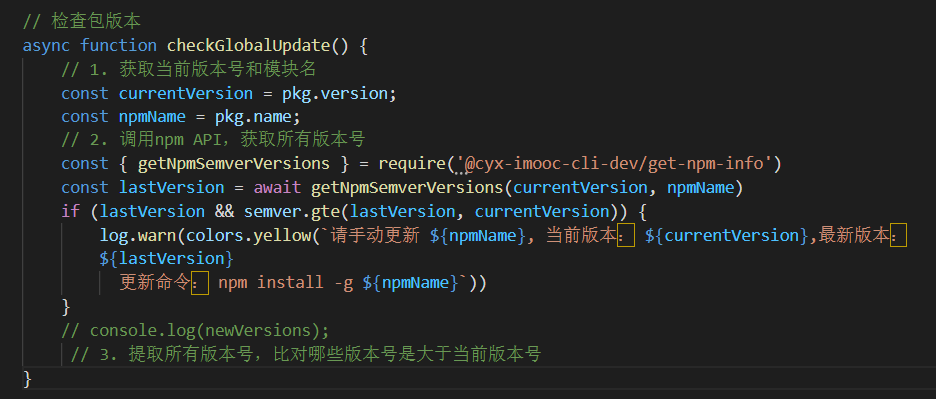 // 检查包版本
async function checkGlobalUpdate() {
// 1. 获取当前版本号和模块名
const currentVersion = pkg.version;
const npmName = pkg.name;
// 2. 调用npm API，获取所有版本号
const { getNpmSemverVersions } = require('@cyx-imooc-cli-dev/get-npm-info')
const lastVersion = await getNpmSemverVersions(currentVersion, npmName)
if (lastVersion && semver.gte(lastVersion, currentVersion)) {
log.warn(colors.yellow(`请手动更新 ${npmName}, 当前版本： ${currentVersion},最新版本：
${lastVersion}
更新命令： npm install -g ${npmName}`))
}
// console.log(newVersions);
// 3. 提取所有版本号，比对哪些版本号是大于当前版本号
}